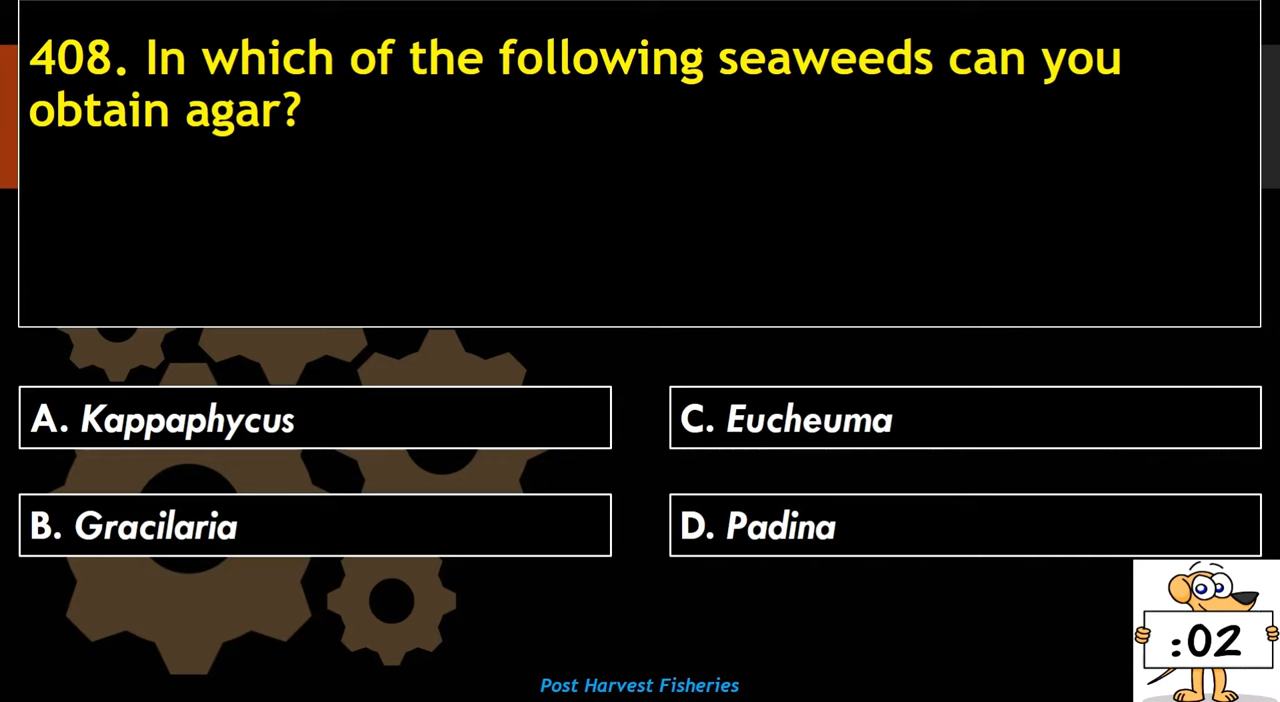 408. In which of the following seaweeds can you
obtain agar?
A. Kappaphycus
C. Eucheuma
B. Gracilaria
D. Padina
:02
Post Harvest Fisheries